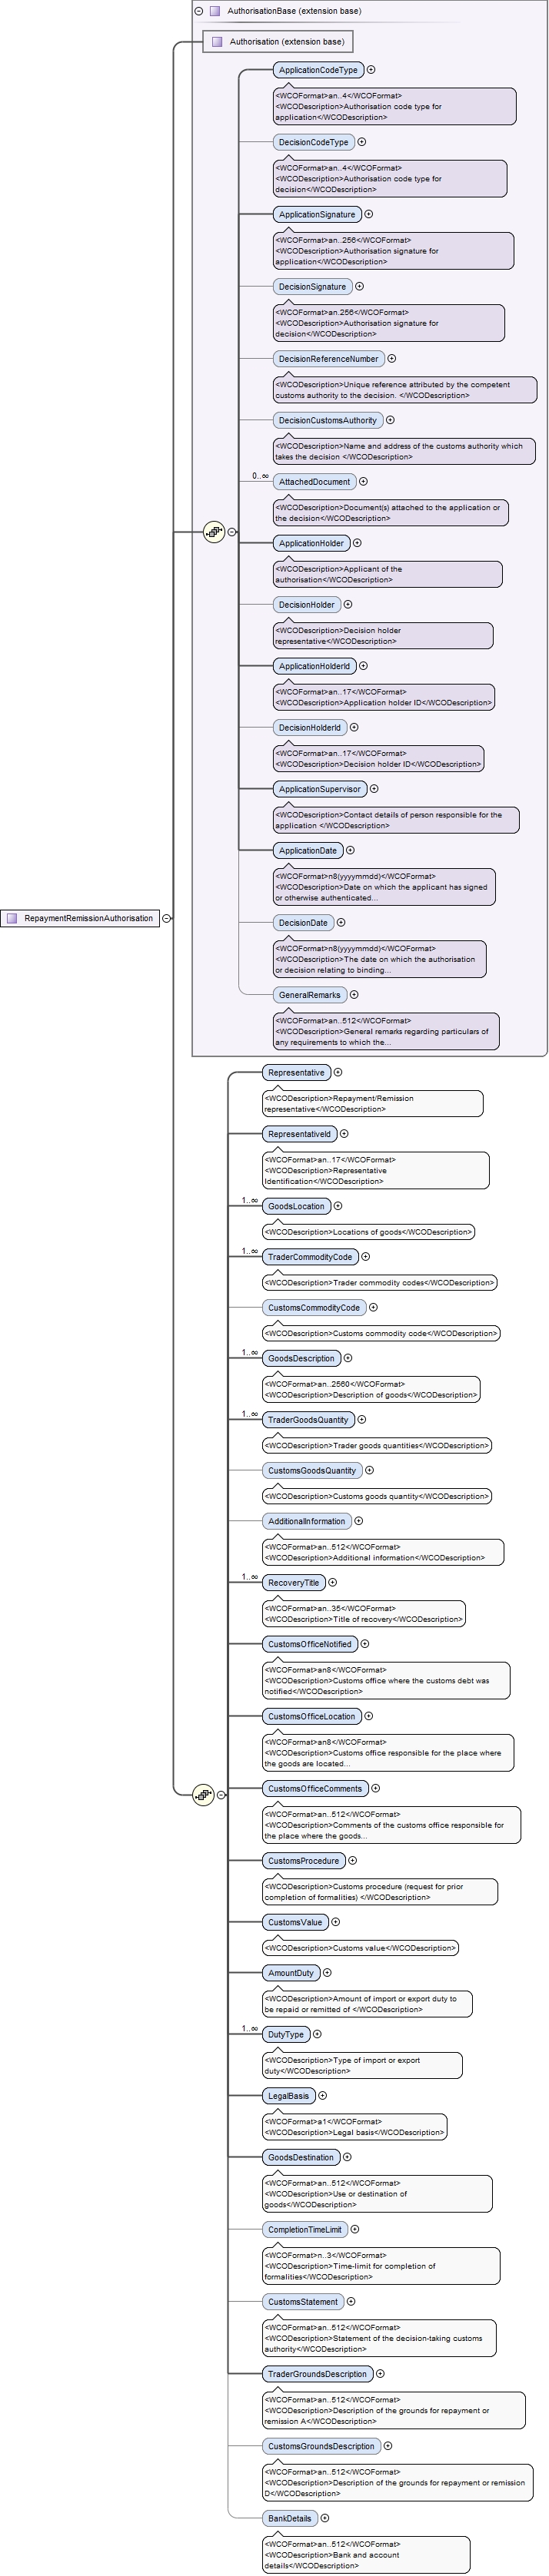 AuthorisationBase (extension base)
Authorisation (extension base)
ApplicationCodeType
<WCOFormat>an..4</WCOFormat>
<WCODescription>Authorisation code type for
application</WCODescription>
DecisionCodeType
<WCOFormat>an..4</WCOFormat>
<WCODescription>Authorisation code type for
decision</WCODescription>
ApplicationSignature
<WCOFormat>an..256</WCOFormat>
<WCODescription>Authorisation signature for
application</WCODescription>
DecisionSignature
<WCOFormat>an.256</WCOFormat>
<WCODescription>Authorisation signature for
decision</WCODescription>
DecisionReferenceNumber
<WCODescription>Unique reference attributed by the competent
customs authority to the decision. </WCODescription>
DecisionCustomsAuthority
<WCODescription>Name and address of the customs authority which
takes the decision </WCODescription>
0..∞
AttachedDocument
<WCODescription>Document(s) attached to the application or
the decision</WCODescription>
ApplicationHolder
<WCODescription>Applicant of the
authorisation</WCODescription>
DecisionHolder
<WCODescription>Decision holder
representative</WCODescription>
ApplicationHolderId
<WCOFormat>an..17</WCOFormat>
<WCODescription>Application holder ID</WCODescription>
DecisionHolderId
<WCOFormat>an..17</WCOFormat>
<WCODescription>Decision holder ID</WCODescription>
ApplicationSupervisor
<WCODescription>Contact details of person responsible for the
application </WCODescription>
ApplicationDate
<WCOFormat>n8(yyyymmdd)</WCOFormat>
<WCODescription>Date on which the applicant has signed
or otherwise authenticated...
RepaymentRemissionAuthorisation
DecisionDate
<WCOFormat>n8(yyyymmdd)</WCOFormat>
<WCODescription>The date on which the authorisation
or decision relating to binding...
GeneralRemarks
<WCOFormat>an..512</WCOFormat>
<WCODescription>General remarks regarding particulars of
any requirements to which the...
Representative
<WCODescription>Repayment/Remission
representative</WCODescription>
RepresentativeId
<WCOFormat>an..17</WCOFormat>
<WCODescription>Representative
Identification</WCODescription>
1..∞
GoodsLocation
<WCODescription>Locations of goods</WCODescription>
1..∞
TraderCommodityCode
<WCODescription>Trader commodity codes</WCODescription>
CustomsCommodityCode
<WCODescription>Customs commodity code</WCODescription>
1..∞
GoodsDescription
<WCOFormat>an..2560</WCOFormat>
<WCODescription>Description of goods</WCODescription>
1..∞
TraderGoodsQuantity
<WCODescription>Trader goods quantities</WCODescription>
CustomsGoodsQuantity
<WCODescription>Customs goods quantity</WCODescription>
AdditionalInformation
<WCOFormat>an..512</WCOFormat>
<WCODescription>Additional information</WCODescription>
1..∞
RecoveryTitle
<WCOFormat>an..35</WCOFormat>
<WCODescription>Title of recovery</WCODescription>
CustomsOfficeNotified
<WCOFormat>an8</WCOFormat>
<WCODescription>Customs office where the customs debt was
notified</WCODescription>
CustomsOfficeLocation
<WCOFormat>an8</WCOFormat>
<WCODescription>Customs office responsible for the place where
the goods are located...
CustomsOfficeComments
<WCOFormat>an..512</WCOFormat>
<WCODescription>Comments of the customs office responsible for
the place where the goods...
CustomsProcedure
<WCODescription>Customs procedure (request for prior
completion of formalities) </WCODescription>
CustomsValue
<WCODescription>Customs value</WCODescription>
AmountDuty
<WCODescription>Amount of import or export duty to
be repaid or remitted of </WCODescription>
1..∞
DutyType
<WCODescription>Type of import or export
duty</WCODescription>
LegalBasis
<WCOFormat>a1</WCOFormat>
<WCODescription>Legal basis</WCODescription>
GoodsDestination
<WCOFormat>an..512</WCOFormat>
<WCODescription>Use or destination of
goods</WCODescription>
CompletionTimeLimit
<WCOFormat>n..3</WCOFormat>
<WCODescription>Time-limit for completion of
formalities</WCODescription>
CustomsStatement
<WCOFormat>an..512</WCOFormat>
<WCODescription>Statement of the decision-taking customs
authority</WCODescription>
TraderGroundsDescription
<WCOFormat>an..512</WCOFormat>
<WCODescription>Description of the grounds for repayment or
remission A</WCODescription>
CustomsGroundsDescription
<WCOFormat>an..512</WCOFormat>
<WCODescription>Description of the grounds for repayment or remission
D</WCODescription>
BankDetails
<WCOFormat>an..512</WCOFormat>
<WCODescription>Bank and account
details</WCODescription>